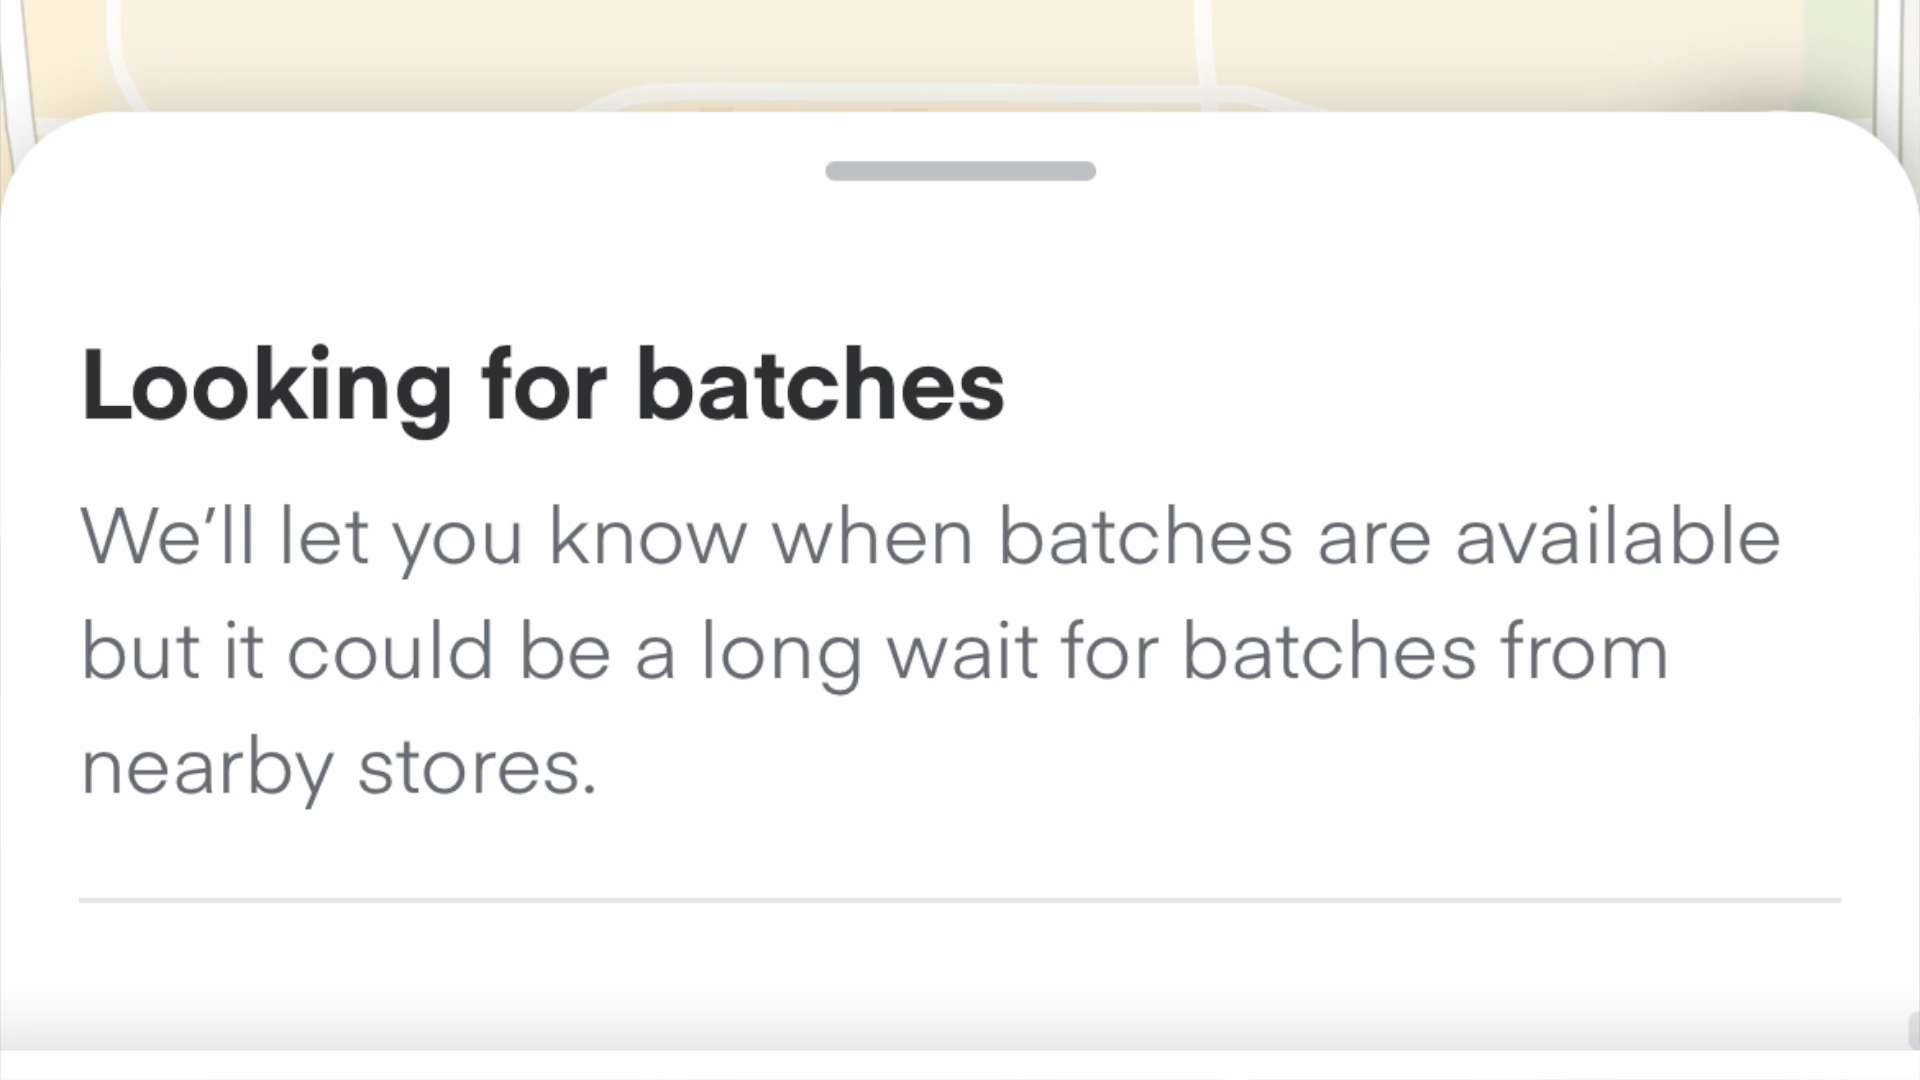 Looking for batches
We’ll let you know when batches are available
but it could be a long wait for batches from
nearby stores.